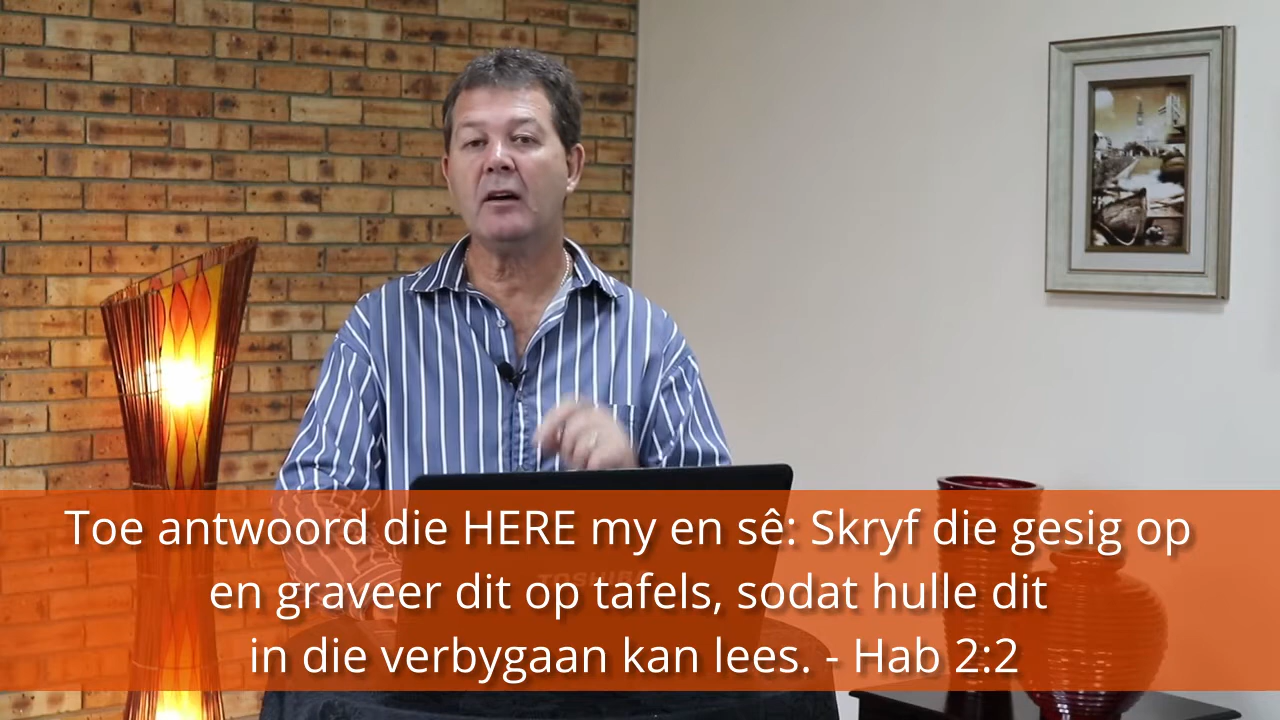 Toe antwoord die HERE my en sê: Skryf die gesig op
en graveer dit op tafels, sodat hulle dit
in die verbygaan kan lees. - Hab 2:2
TOSHIBA